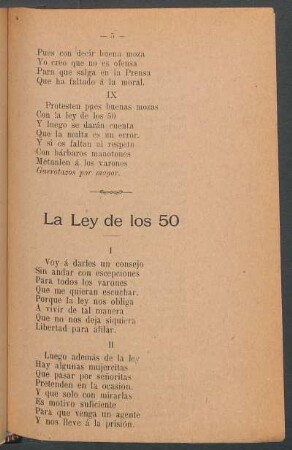 — 3 —
Pues con decir buena moza
Yo creo que no es ofensa
Para que salga en la Prensa
Que ha faltado á la moral.
IX
Protesten pues buenas mozas
Con la ley de los 50
Y luego se darán cuenta
Que la multa es un error.
Y si os faltan al respeto
Con bárbaros manotones
Metanlen á los varones
Garrotazos por mayor.
La Ley de los 50
I
Voy á darles un consejo
Sin andar con escepciones
Para todos los varones
Que me quieran escuchar.
Porque la ley nos obliga
A vivir de tal manera
Que no nos deja siquiera
Libertad para afilar.
II
Luego además de la ley
Hay algunas mujercitas
Que pasar por señoritas
Pretenden en la ocasión.
Y que solo con mirarlas
Es motivo suficiente
Para que venga un agente
Y nos lleve á la prisión.